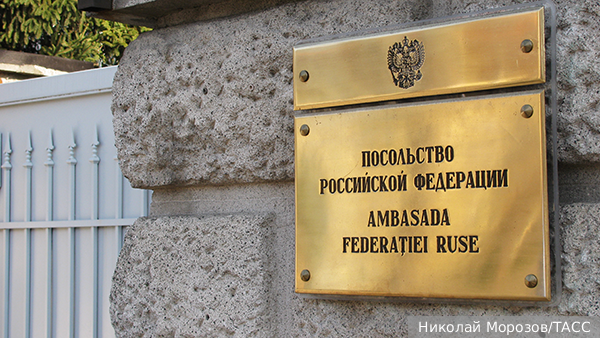 ПОСОЛЬСТВО
РОССИЙСКОЙ ФЕДЕРАЦИИ
AMBASADA
FEDERAȚIEI RUSE
Николай Морозов/ТАСС